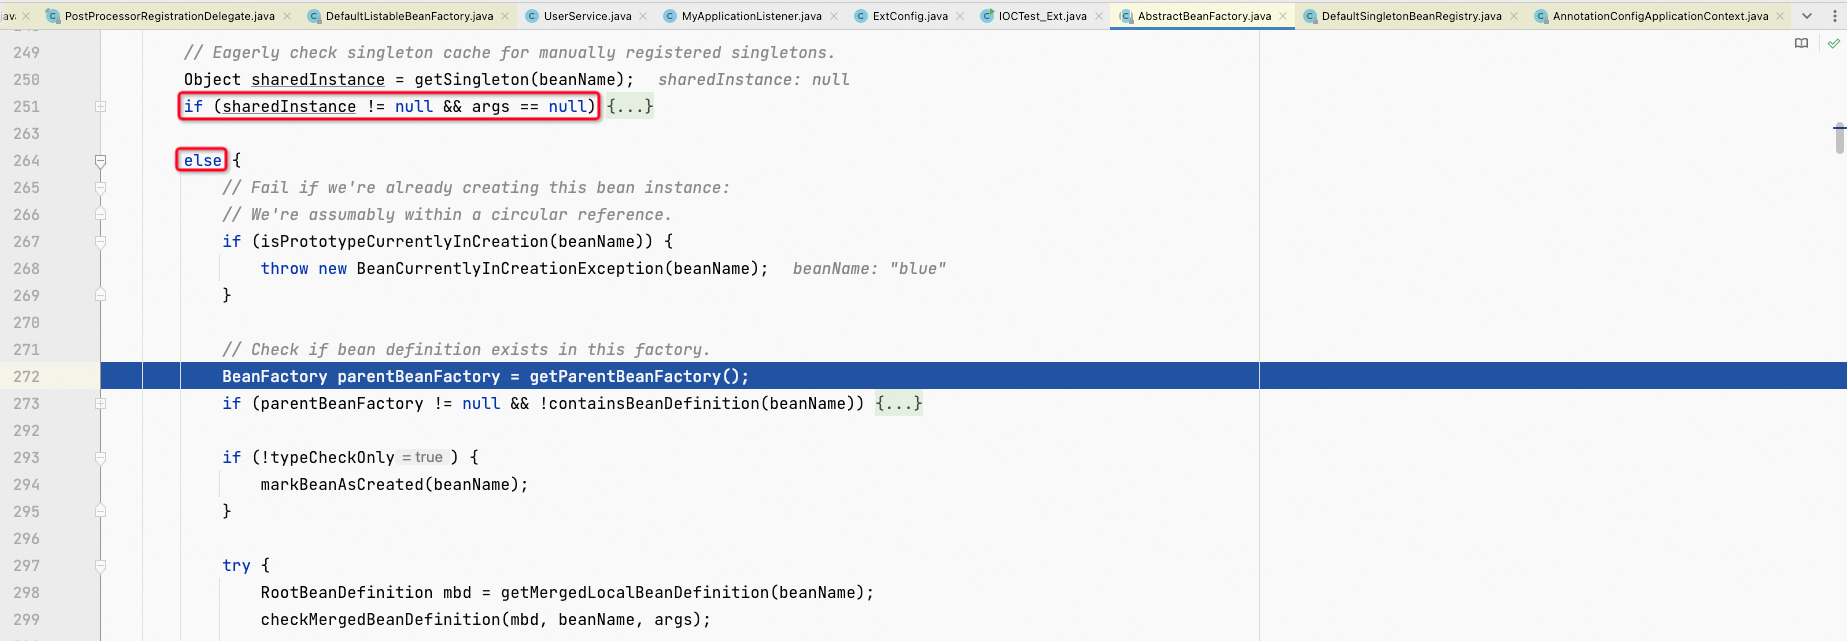 java PostProcessorRegistrationDelegate.java DefaultListableBeanFactory.java UserService.java MyApplicationListener.java ExtConfig.java IOCTest_Ext.java AbstractBeanFactory.java DefaultSingletonBeanRegistry.java AnnotationConfigApplicationContext.java
249 // Eagerly check singleton cache for manually registered singletons.
250 Object sharedInstance = getSingleton(beanName); sharedInstance: null
251 if (sharedInstance != null && args == null) {...}
263
264 else {
265 // Fail if we're already creating this bean instance:
266 // We're assumably within a circular reference.
267 if (isPrototypeCurrentlyInCreation(beanName)) {
268 throw new BeanCurrentlyInCreationException(beanName); beanName: "blue"
269 }
270
271 // Check if bean definition exists in this factory.
272 BeanFactory parentBeanFactory = getParentBeanFactory();
273 if (parentBeanFactory != null && !containsBeanDefinition(beanName)) {...}
292
293 if (!typeCheckOnly = true ) {
294 markBeanAsCreated(beanName);
295 }
296
297 try {
298 RootBeanDefinition mbd = getMergedLocalBeanDefinition(beanName);
299 checkMergedBeanDefinition(mbd, beanName, args);